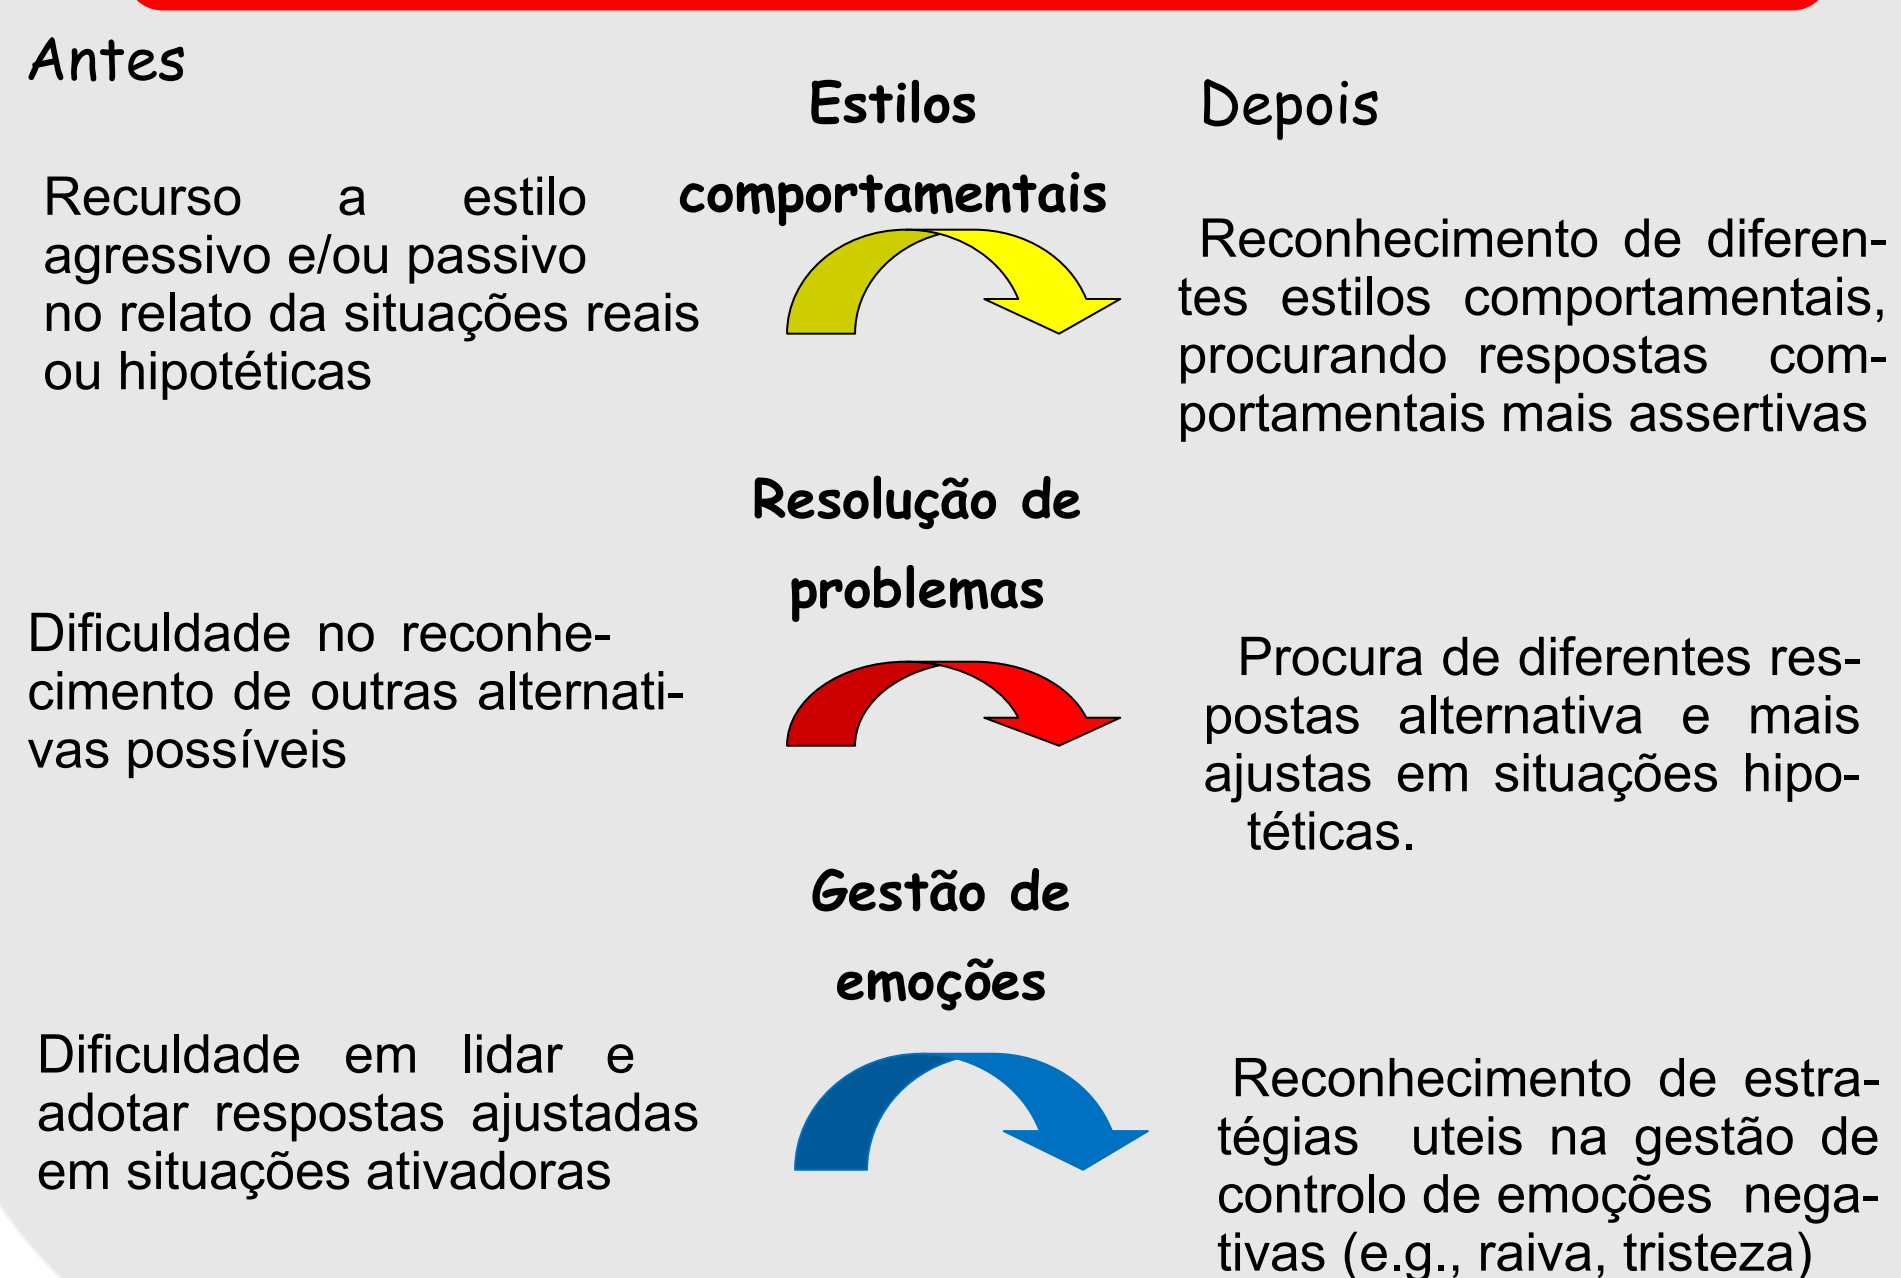 Antes
Estilos
comportamentais
Depois
Recurso a estilo
agressivo e/ou passivo
no relato da situações reais
ou hipotéticas
Reconhecimento de diferen-
tes estilos comportamentais,
procurando respostas com-
portamentais mais assertivas
Resolução de
problemas
Dificuldade no reconhe-
cimento de outras alternati-
vas possíveis
Procura de diferentes res-
postas alternativa e mais
ajustas em situações hipo-
téticas.
Gestão de
emoções
Dificuldade em lidar e
adotar respostas ajustadas
em situações ativadoras
Reconhecimento de estra-
tégias uteis na gestão de
controlo de emoções nega-
tivas (e.g., raiva, tristeza)